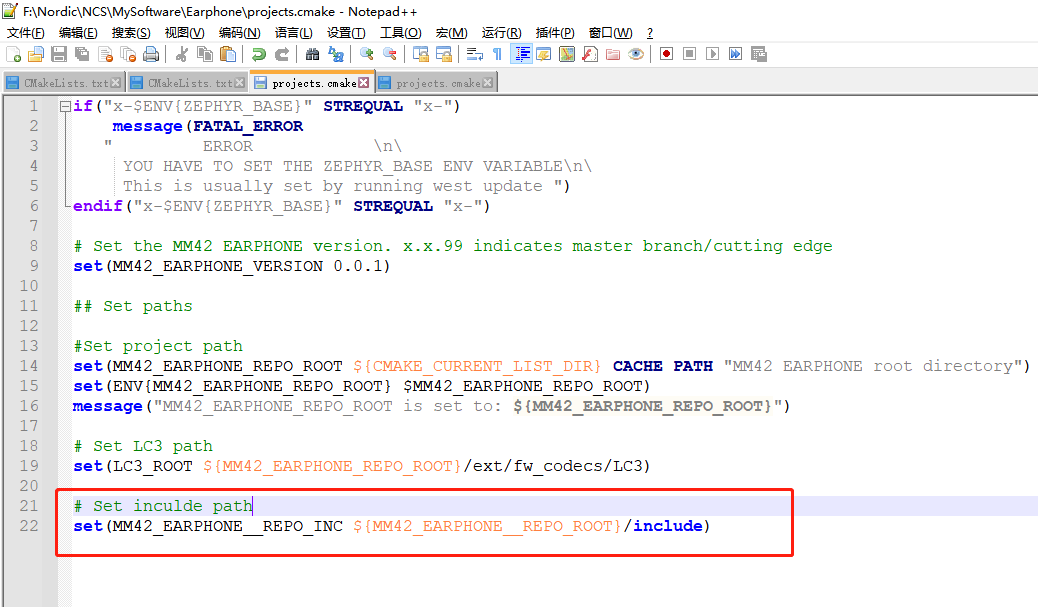 F:\Nordic\NCS\MySoftware\Earphone\projects.cmake - Notepad++
文件(F) 编辑(E) 搜索(S) 视图(V) 编码(N) 语言(L) 设置(T) 工具(O) 宏(M) 运行(R) 插件(P) 窗口(W) ?
CMakeLists.txt CMakeLists.txt projects.cmake projects.cmake
1 if("x-$ENV{ZEPHYR_BASE}" STREQUAL "x-")
2 message(FATAL_ERROR
3 " ERROR \n\
4 YOU HAVE TO SET THE ZEPHYR_BASE ENV VARIABLE\n\
5 This is usually set by running west update ")
6 endif("x-$ENV{ZEPHYR_BASE}" STREQUAL "x-")
7
8 # Set the MM42 EARPHONE version. x.x.99 indicates master branch/cutting edge
9 set(MM42_EARPHONE_VERSION 0.0.1)
10
11 ## Set paths
12
13 #Set project path
14 set(MM42_EARPHONE_REPO_ROOT ${CMAKE_CURRENT_LIST_DIR} CACHE PATH "MM42 EARPHONE root directory")
15 set(ENV{MM42_EARPHONE_REPO_ROOT} $MM42_EARPHONE_REPO_ROOT)
16 message("MM42_EARPHONE_REPO_ROOT is set to: ${MM42_EARPHONE_REPO_ROOT}")
17
18 # Set LC3 path
19 set(LC3_ROOT ${MM42_EARPHONE_REPO_ROOT}/ext/fw_codecs/LC3)
20
21 # Set inculde path
22 set(MM42_EARPHONE__REPO_INC ${MM42_EARPHONE__REPO_ROOT}/include)